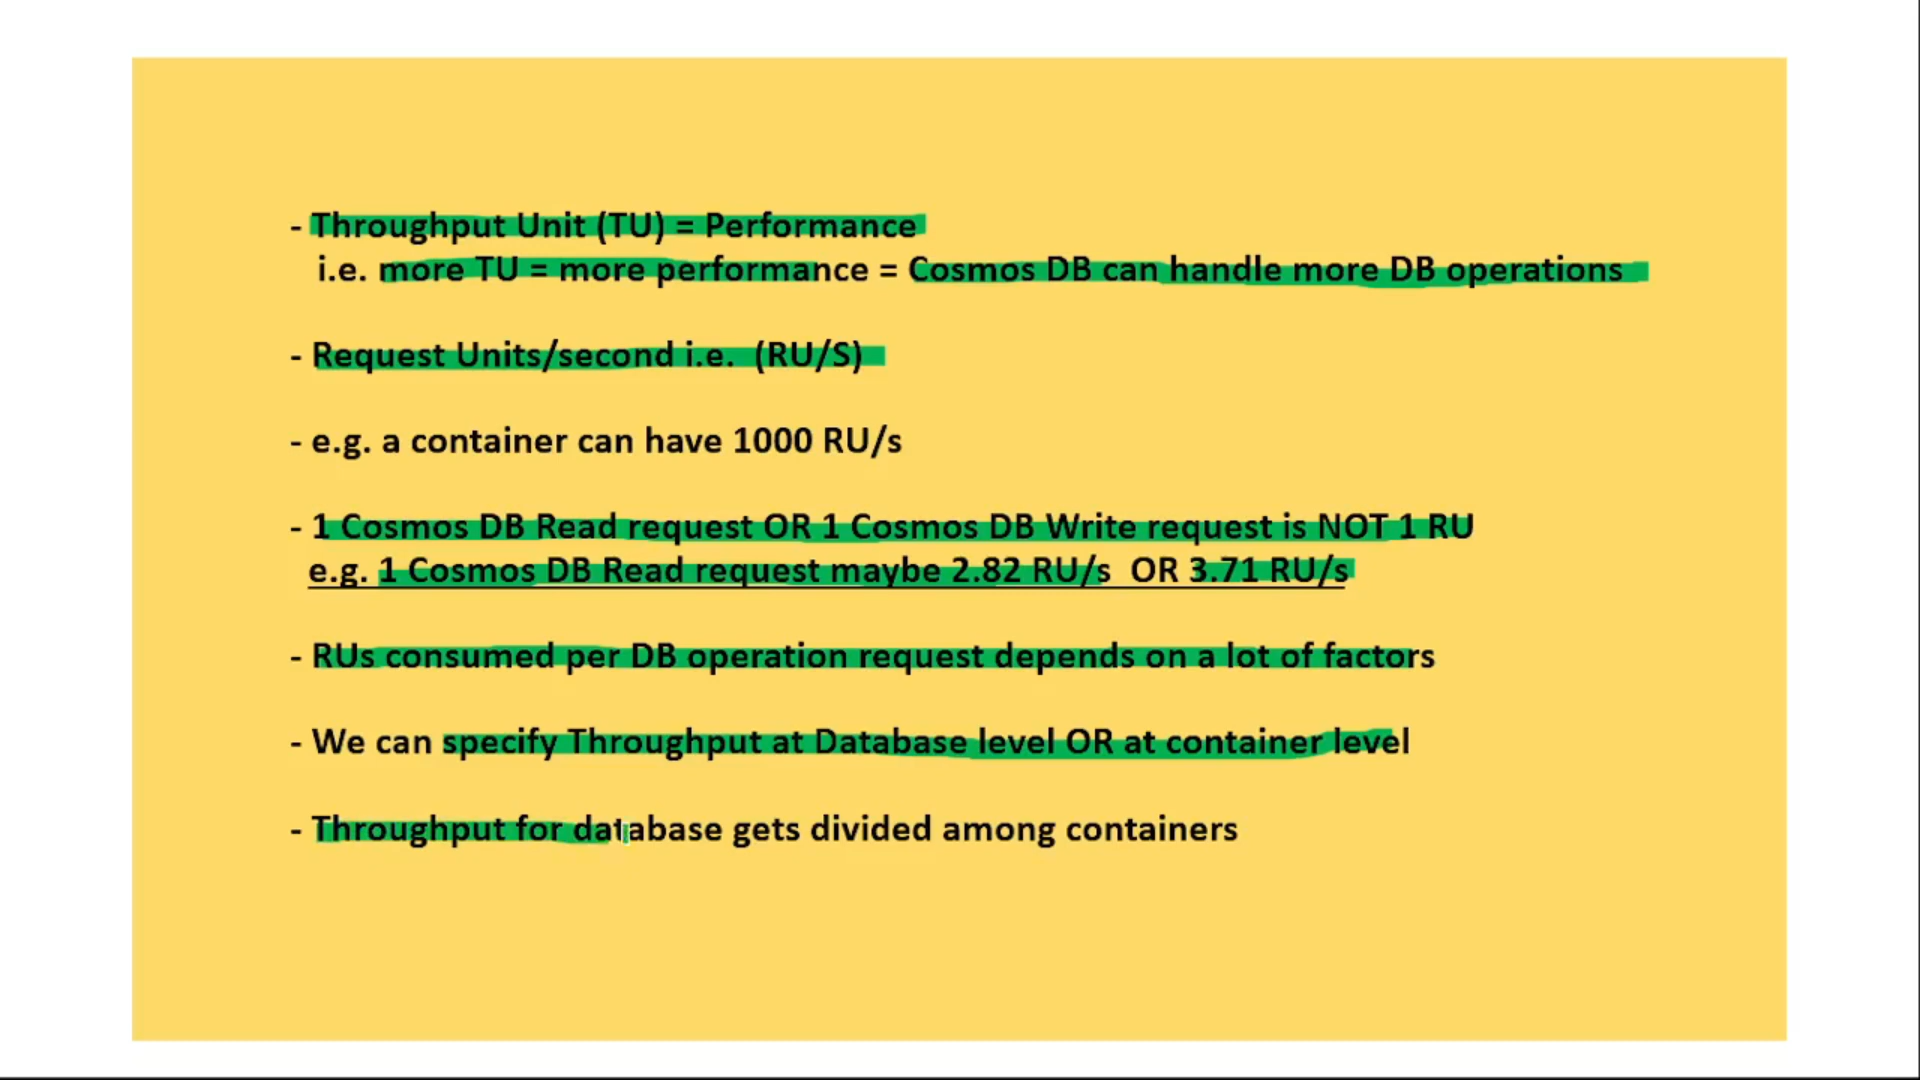 - Throughput Unit (TU) = Performance
i.e. more TU = more performance = Cosmos DB can handle more DB operations
- Request Units/second i.e. (RU/S)
- e.g. a container can have 1000 RU/s
- 1 Cosmos DB Read request OR 1 Cosmos DB Write request is NOT 1 RU
e.g. 1 Cosmos DB Read request maybe 2.82 RU/s OR 3.71 RU/s
- RUs consumed per DB operation request depends on a lot of factors
- We can specify Throughput at Database level OR at container level
- Throughput for database gets divided among containers